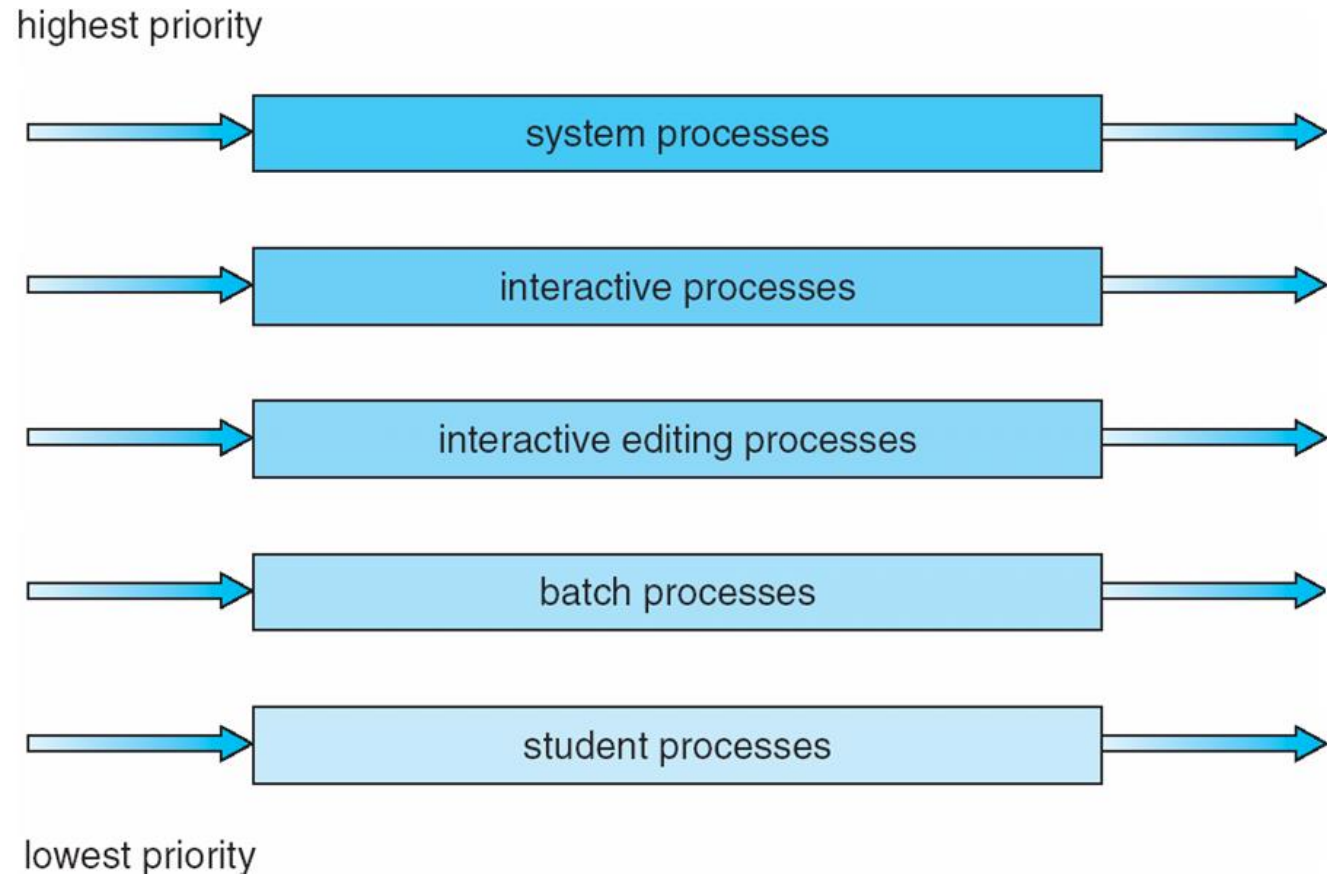 highest priority
system processes
interactive processes
interactive editing processes
batch processes
student processes
lowest priority